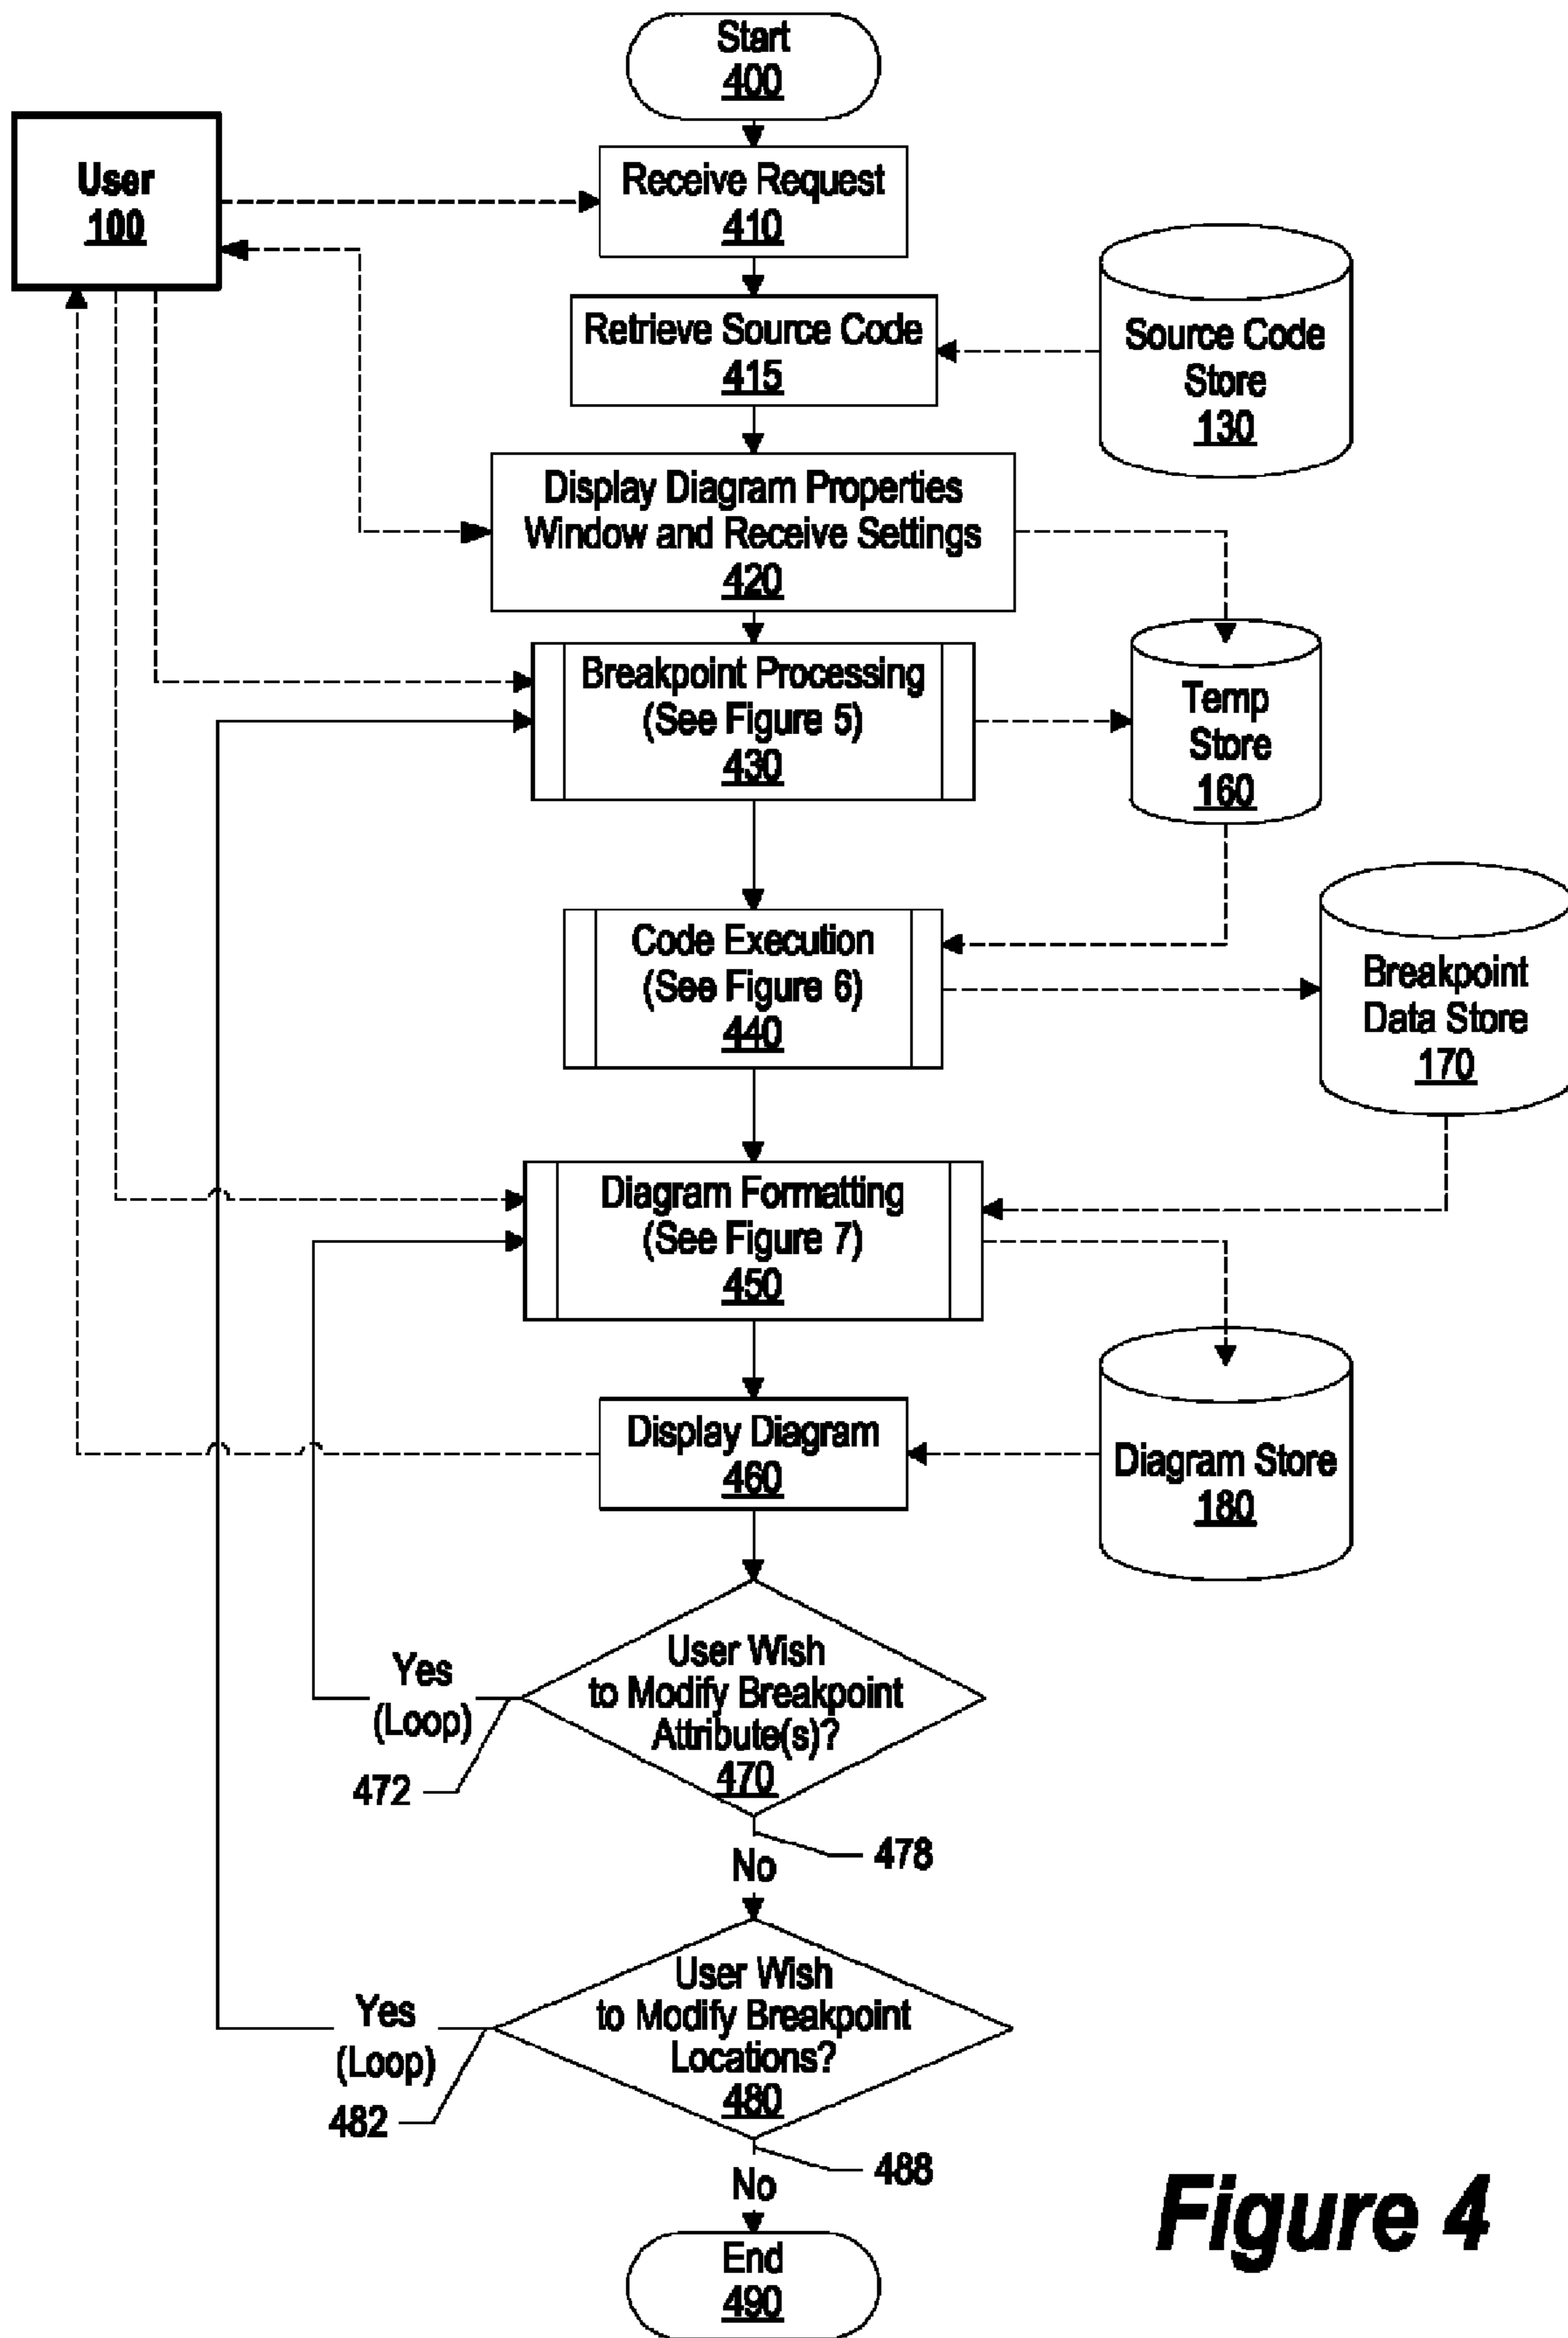 Start
400
User
100
Receive Request
410
Retrieve Source Code
415
Source Code
Store
130
Display Diagram Properties
Window and Receive Settings
420
Breakpoint Processing
(See Figure 5)
430
Temp
Store
160
Code Execution
(See Figure 6)
440
Breakpoint
Data Store
170
Diagram Formatting
(See Figure 7)
450
Display Diagram
460
Diagram Store
180
User Wish
to Modify Breakpoint
Attribute(s)?
470
Yes
(Loop)
472
478
No
User Wish
to Modify Breakpoint
Locations?
480
Yes
(Loop)
482
488
No
End
490
Figure 4